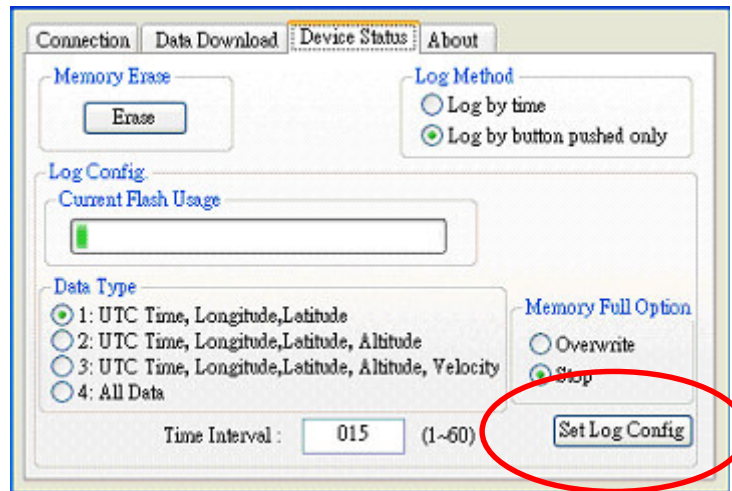 Connection Data Download Device Status About
Memory Erase
Erase
Log Method
Log by time
Log by button pushed only
Log Config.
Current Flash Usage
Data Type
1: UTC Time, Longitude,Latitude
2: UTC Time, Longitude,Latitude, Altitude
3: UTC Time, Longitude,Latitude, Altitude, Velocity
4: All Data
Memory Full Option
Overwrite
Stop
Time Interval : 015 (1~60)
Set Log Config